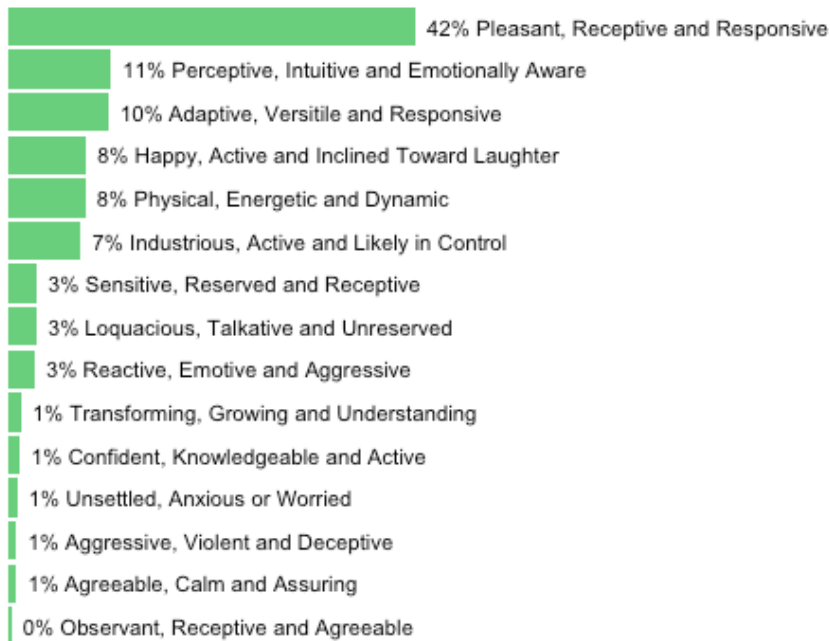 42% Pleasant, Receptive and Responsive
11% Perceptive, Intuitive and Emotionally Aware
10% Adaptive, Versitile and Responsive
8% Happy, Active and Inclined Toward Laughter
8% Physical, Energetic and Dynamic
7% Industrious, Active and Likely in Control
3% Sensitive, Reserved and Receptive
3% Loquacious, Talkative and Unreserved
3% Reactive, Emotive and Aggressive
1% Transforming, Growing and Understanding
1% Confident, Knowledgeable and Active
1% Unsettled, Anxious or Worried
1% Aggressive, Violent and Deceptive
1% Agreeable, Calm and Assuring
0% Observant, Receptive and Agreeable